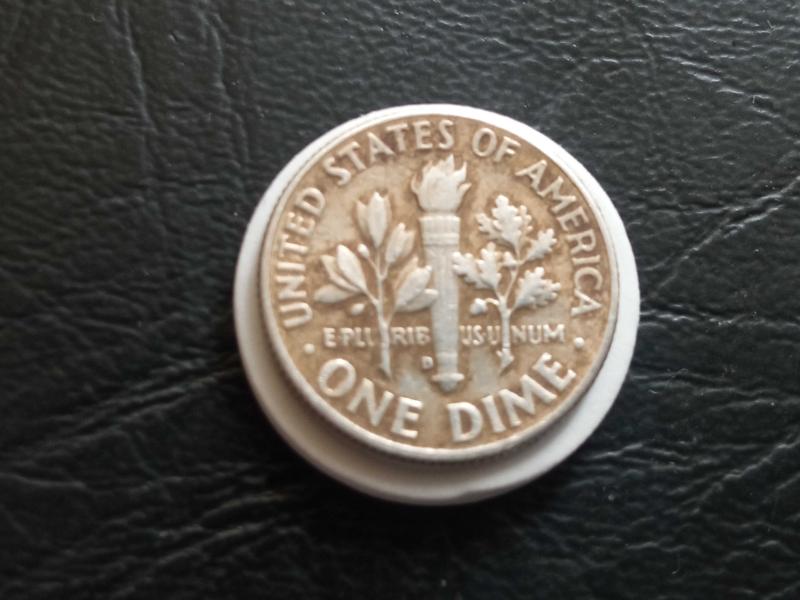 UNITED STATES OF AMERICA
E PLURIBUS UNUM
D
· ONE DIME ·